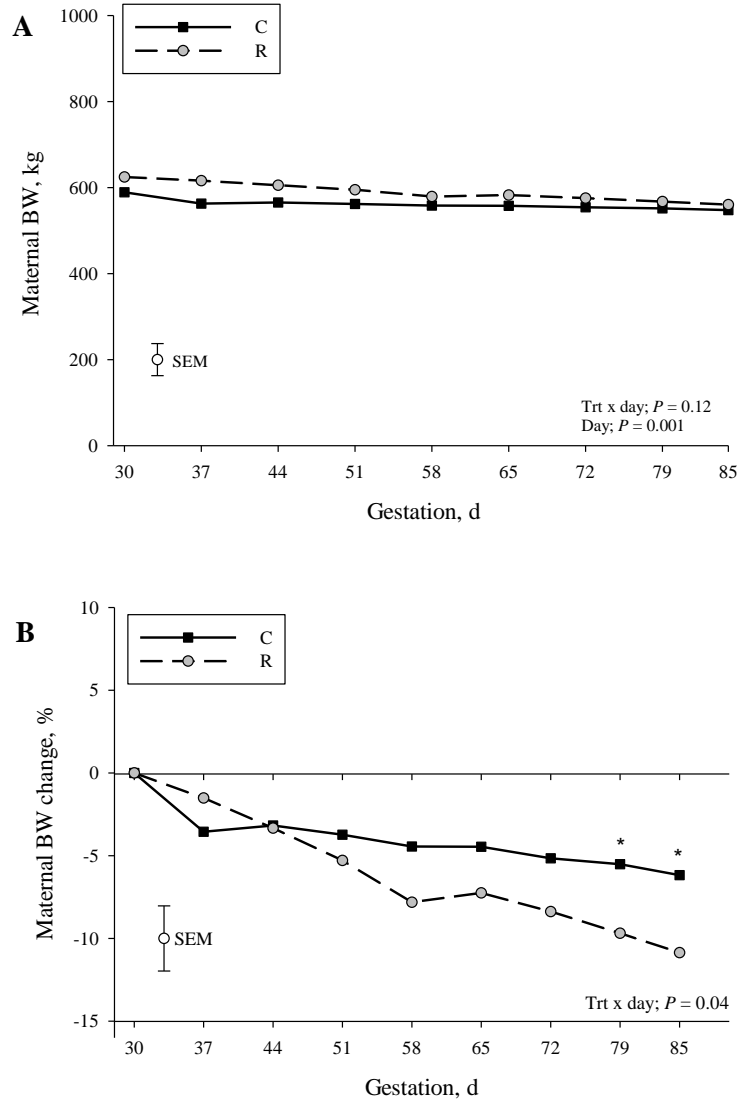 A
C
R
1000
800
600
400
200
0
Maternal BW, kg
SEM
Trt x day; P = 0.12
Day; P = 0.001
30 37 44 51 58 65 72 79 85
Gestation, d
B
C
R
10
5
0
-5
-10
-15
Maternal BW change, %
* *
SEM
Trt x day; P = 0.04
30 37 44 51 58 65 72 79 85
Gestation, d